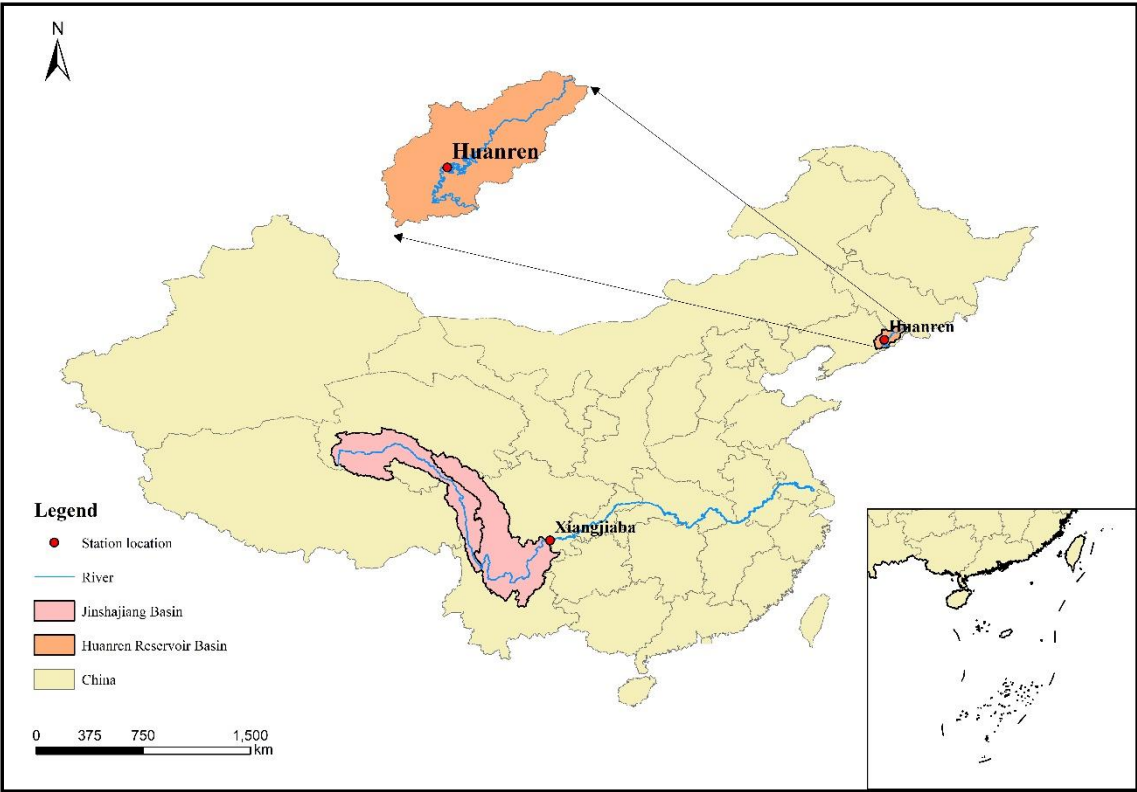 N
Huanren
Huanren
Xiangjiaba
Legend
Station location
River
Jinshajiang Basin
Huanren Reservoir Basin
China
0 375 750 1,500
km